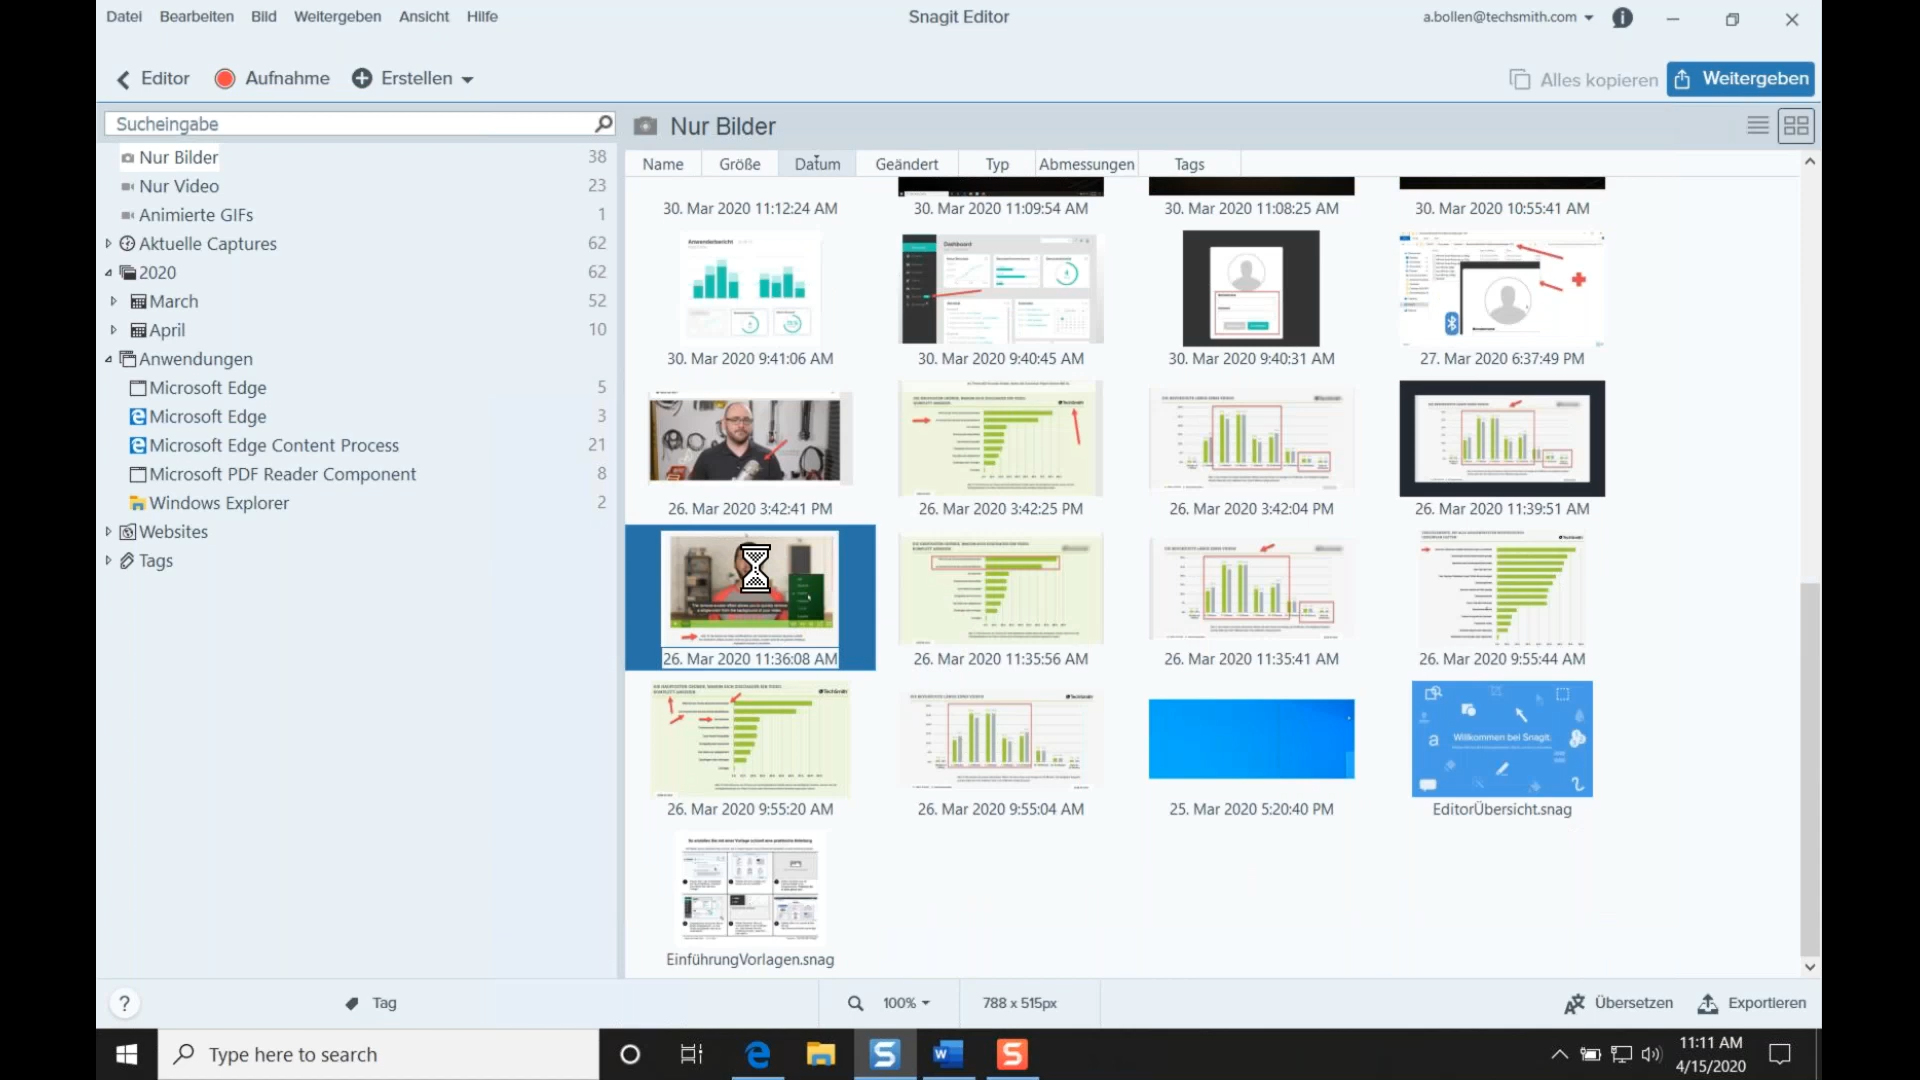 Datei Bearbeiten Bild Weitergeben Ansicht Hilfe
Snagit Editor
a.bollen@techsmith.com
Editor Aufnahme Erstellen
Alles kopieren Weitergeben
Sucheingabe
Nur Bilder 38
Nur Video 23
Animierte GIFs 1
Aktuelle Captures 62
2020 62
March 52
April 10
Anwendungen
Microsoft Edge 5
Microsoft Edge 3
Microsoft Edge Content Process 21
Microsoft PDF Reader Component 8
Windows Explorer 2
Websites
Tags
Nur Bilder
Name Größe Datum Geändert Typ Abmessungen Tags
30. Mar 2020 11:12:24 AM 30. Mar 2020 11:09:54 AM 30. Mar 2020 11:08:25 AM 30. Mar 2020 10:55:41 AM
Anwenderbericht
Dashboard
30. Mar 2020 9:41:06 AM 30. Mar 2020 9:40:45 AM 30. Mar 2020 9:40:31 AM 27. Mar 2020 6:37:49 PM
TechSmith
26. Mar 2020 3:42:41 PM 26. Mar 2020 3:42:25 PM 26. Mar 2020 3:42:04 PM 26. Mar 2020 11:39:51 AM
26. Mar 2020 11:36:08 AM 26. Mar 2020 11:35:56 AM 26. Mar 2020 11:35:41 AM 26. Mar 2020 9:55:44 AM
TechSmith
TechSmith
a Willkommen bei Snagit.
26. Mar 2020 9:55:20 AM 26. Mar 2020 9:55:04 AM 25. Mar 2020 5:20:40 PM EditorÜbersicht.snag
EinführungVorlagen.snag
? Tag 100% 788 x 515px Übersetzen Exportieren
Type here to search
11:11 AM
4/15/2020